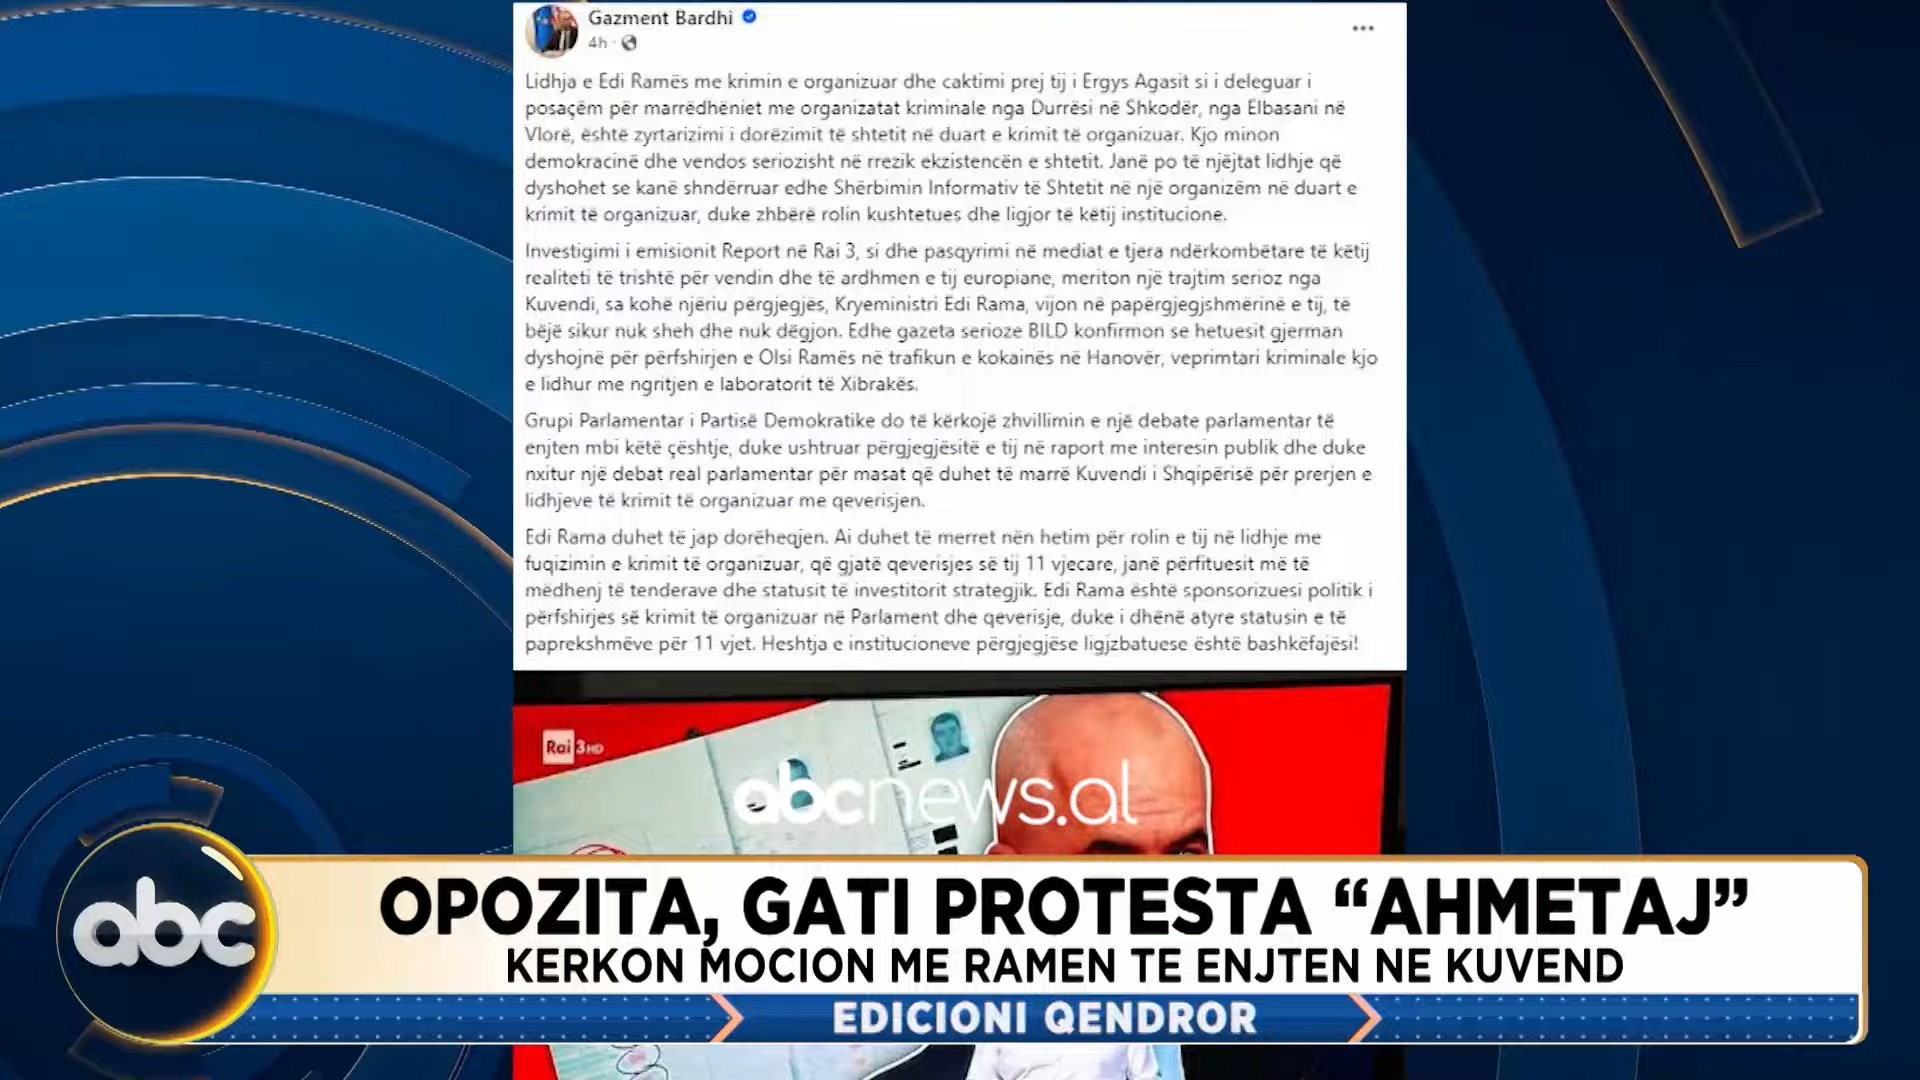 Gazment Bardhi
4h ·
Lidhja e Edi Ramës me krimin e organizuar dhe caktimi prej tij i Ergys Agasit si i deleguar i
posaçëm për marrëdhëniet me organizatat kriminale nga Durrësi në Shkodër, nga Elbasani në
Vlorë, është zyrtarizimi i dorëzimit të shtetit në duart e krimit të organizuar. Kjo minon
demokracinë dhe vendos seriozisht në rrezik ekzistencën e shtetit. Janë po të njëjtat lidhje që
dyshohet se kanë shndërruar edhe Shërbimin Informativ të Shtetit në një organizëm në duart e
krimit të organizuar, duke zhbërë rolin kushtetues dhe ligjor të këtij institucione.
Investigimi i emisionit Report në Rai 3, si dhe pasqyrimi në mediat e tjera ndërkombëtare të këtij
realiteti të trishtë për vendin dhe të ardhmen e tij europiane, meriton një trajtim serioz nga
Kuvendi, sa kohë njëriu përgjegjës, Kryeministri Edi Rama, vijon në papërgjegjshmërinë e tij, të
bëjë sikur nuk sheh dhe nuk dëgjon. Edhe gazeta serioze BILD konfirmon se hetuesit gjerman
dyshojnë për përfshirjen e Olsi Ramës në trafikun e kokainës në Hanovër, veprimtari kriminale kjo
e lidhur me ngritjen e laboratorit të Xibrakës.
Grupi Parlamentar i Partisë Demokratike do të kërkojë zhvillimin e një debate parlamentar të
enjten mbi këtë çështje, duke ushtruar përgjegjësitë e tij në raport me interesin publik dhe duke
nxitur një debat real parlamentar për masat që duhet të marrë Kuvendi i Shqipërisë për prerjen e
lidhjeve të krimit të organizuar me qeverisjen.
Edi Rama duhet të jap dorëheqjen. Ai duhet të merret nën hetim për rolin e tij në lidhje me
fuqizimin e krimit të organizuar, që gjatë qeverisjes së tij 11 vjecare, janë përfituesit më të
mëdhenj të tenderave dhe statusit të investitorit strategjik. Edi Rama është sponsorizuesi politik i
përfshirjes së krimit të organizuar në Parlament dhe qeverisje, duke i dhënë atyre statusin e të
paprekshmëve për 11 vjet. Heshtja e institucioneve përgjegjëse ligjzbatuese është bashkëfajësi!
Rai 3HD
abcnews.al
abc
OPOZITA, GATI PROTESTA “AHMETAJ”
KERKON MOCION ME RAMEN TE ENJTEN NE KUVEND
EDICIONI QENDROR